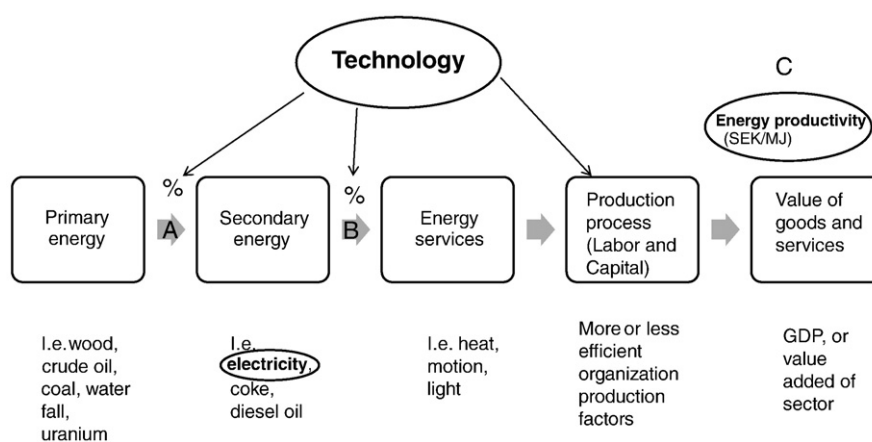 Technology
C
Energy productivity
(SEK/MJ)
%
%
Primary
energy
A
Secondary
energy
B
Energy
services
Production
process
(Labor and
Capital)
Value of
goods and
services
I.e. wood,
crude oil,
coal, water
fall,
uranium
I.e.
electricity,
coke,
diesel oil
I.e. heat,
motion,
light
More or less
efficient
organization
production
factors
GDP, or
value
added of
sector